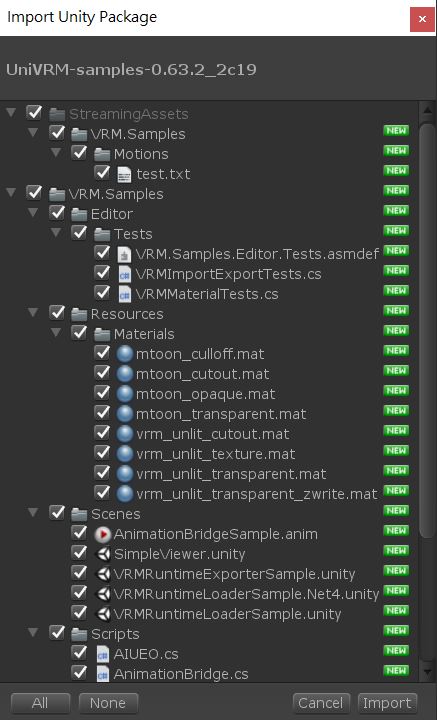 Import Unity Package
UniVRM-samples-0.63.2_2c19
StreamingAssets
VRM.Samples NEW
Motions NEW
test.txt NEW
VRM.Samples NEW
Editor NEW
Tests NEW
VRM.Samples.Editor.Tests.asmdef NEW
VRMImportExportTests.cs NEW
VRMMaterialTests.cs NEW
Resources NEW
Materials NEW
mtoon_culloff.mat NEW
mtoon_cutout.mat NEW
mtoon_opaque.mat NEW
mtoon_transparent.mat NEW
vrm_unlit_cutout.mat NEW
vrm_unlit_texture.mat NEW
vrm_unlit_transparent.mat NEW
vrm_unlit_transparent_zwrite.mat NEW
Scenes NEW
AnimationBridgeSample.anim NEW
SimpleViewer.unity NEW
VRMRuntimeExporterSample.unity NEW
VRMRuntimeLoaderSample.Net4.unity NEW
VRMRuntimeLoaderSample.unity NEW
Scripts NEW
AIUEO.cs NEW
AnimationBridge.cs NEW
All None Cancel Import